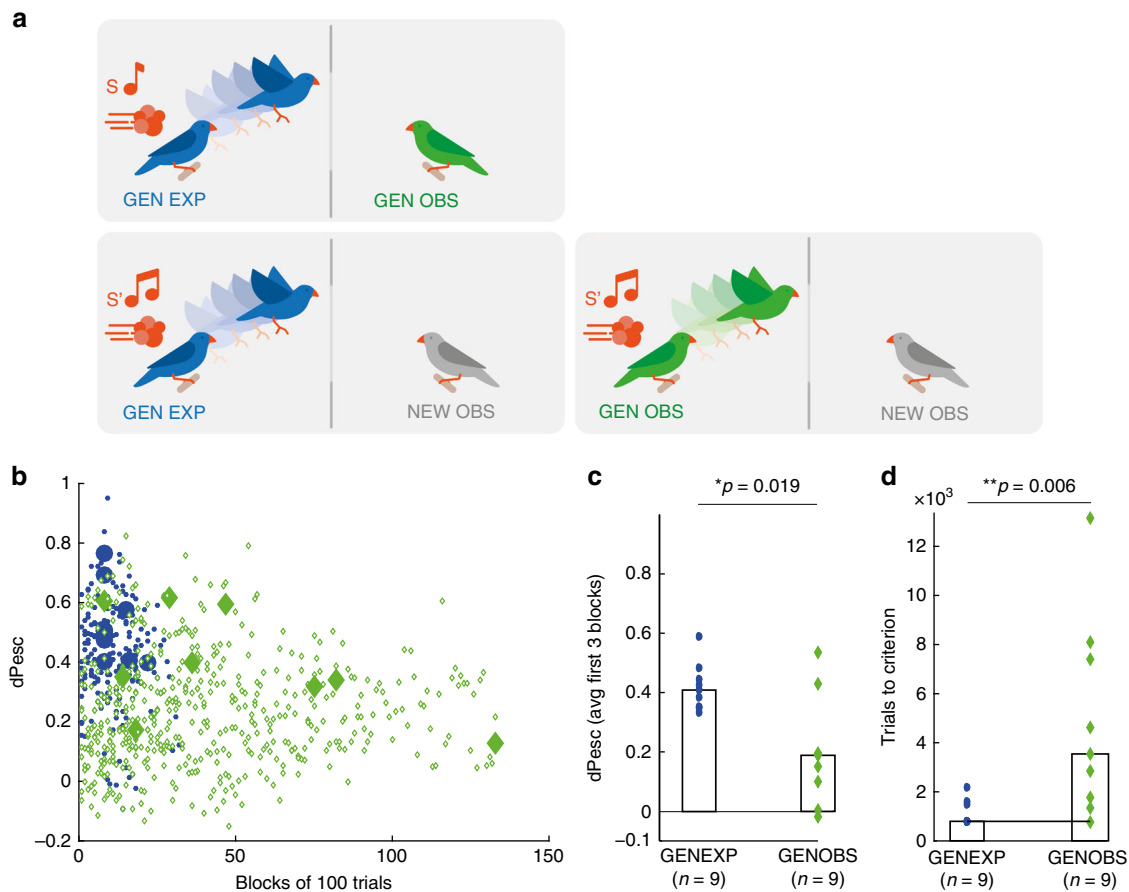 a
S
GEN EXP
GEN OBS
S'
GEN EXP
NEW OBS
S'
GEN OBS
NEW OBS
b
1
0.8
0.6
0.4
0.2
0
–0.2
dPesc
0
50
100
150
Blocks of 100 trials
c
*p = 0.019
0.8
0.6
0.4
0.2
0
–0.1
dPesc (avg first 3 blocks)
GENEXP
(n = 9)
GENOBS
(n = 9)
d
×10³
**p = 0.006
12
10
8
6
4
2
0
Trials to criterion
GENEXP
(n = 9)
GENOBS
(n = 9)